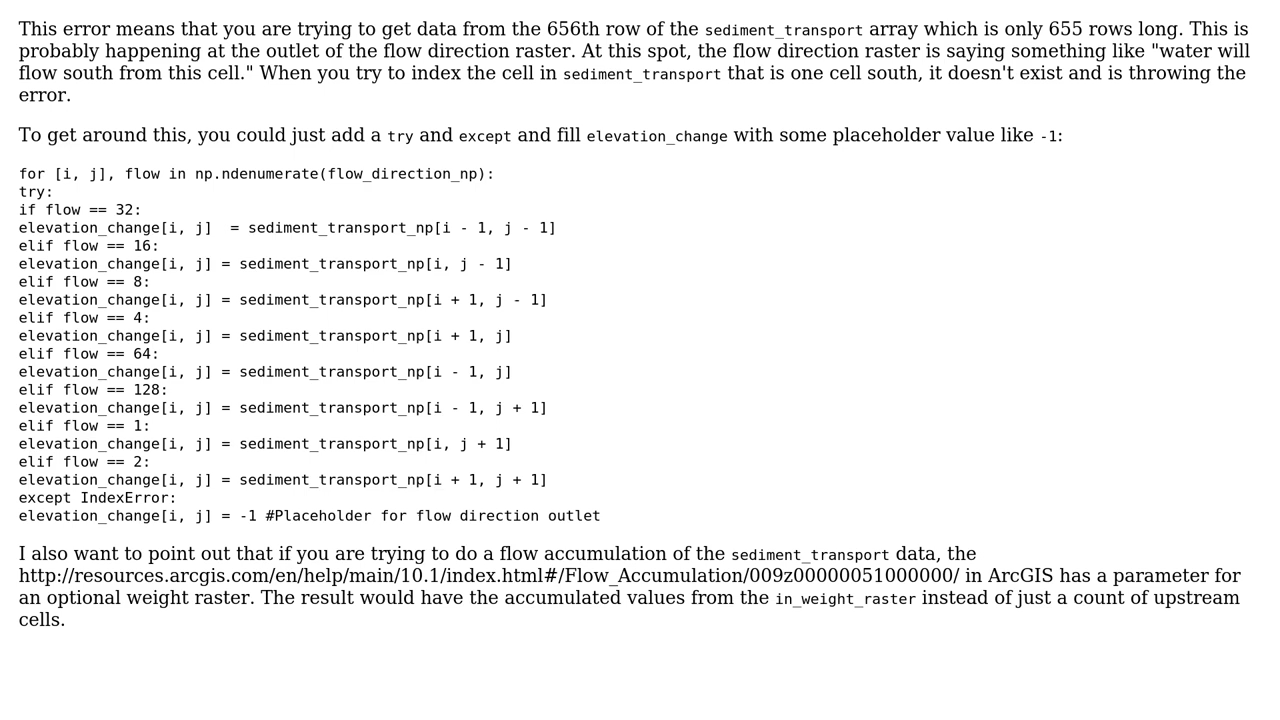 This error means that you are trying to get data from the 656th row of the sediment_transport array which is only 655 rows long. This is
probably happening at the outlet of the flow direction raster. At this spot, the flow direction raster is saying something like "water will
flow south from this cell." When you try to index the cell in sediment_transport that is one cell south, it doesn't exist and is throwing the
error.
To get around this, you could just add a try and except and fill elevation_change with some placeholder value like -1:
for [i, j], flow in np.ndenumerate(flow_direction_np):
try:
if flow == 32:
elevation_change[i, j]  = sediment_transport_np[i - 1, j - 1]
elif flow == 16:
elevation_change[i, j] = sediment_transport_np[i, j - 1]
elif flow == 8:
elevation_change[i, j] = sediment_transport_np[i + 1, j - 1]
elif flow == 4:
elevation_change[i, j] = sediment_transport_np[i + 1, j]
elif flow == 64:
elevation_change[i, j] = sediment_transport_np[i - 1, j]
elif flow == 128:
elevation_change[i, j] = sediment_transport_np[i - 1, j + 1]
elif flow == 1:
elevation_change[i, j] = sediment_transport_np[i, j + 1]
elif flow == 2:
elevation_change[i, j] = sediment_transport_np[i + 1, j + 1]
except IndexError:
elevation_change[i, j] = -1 #Placeholder for flow direction outlet
I also want to point out that if you are trying to do a flow accumulation of the sediment_transport data, the
http://resources.arcgis.com/en/help/main/10.1/index.html#/Flow_Accumulation/009z00000051000000/ in ArcGIS has a parameter for
an optional weight raster. The result would have the accumulated values from the in_weight_raster instead of just a count of upstream
cells.